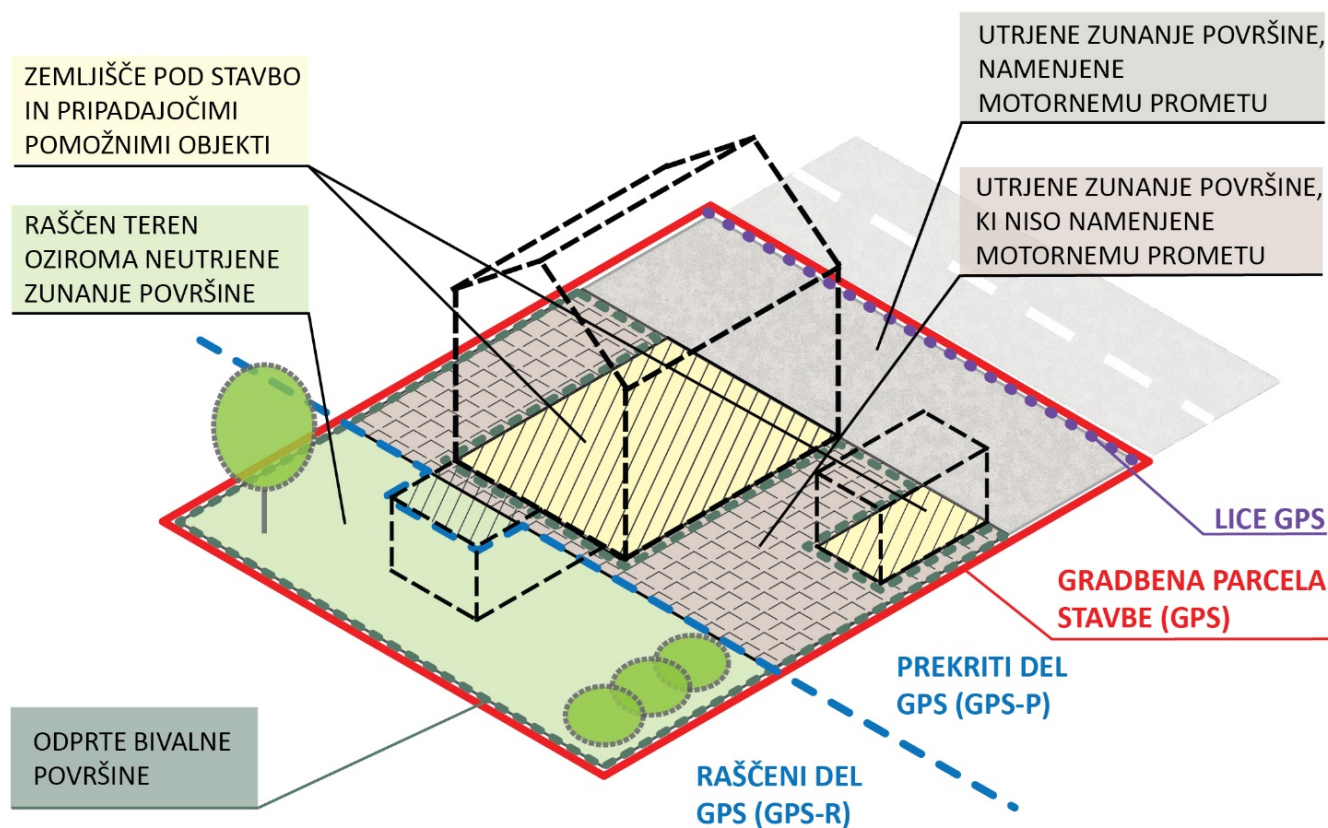 ZEMLJIŠČE POD STAVBO
IN PRIPADAJOČIMI
POMOŽNIMI OBJEKTI
RAŠČEN TEREN
OZIROMA NEUTRJENE
ZUNANJE POVRŠINE
UTRJENE ZUNANJE POVRŠINE,
NAMENJENE
MOTORNEMU PROMETU
UTRJENE ZUNANJE POVRŠINE,
KI NISO NAMENJENE
MOTORNEMU PROMETU
LICE GPS
GRADBENA PARCELA
STAVBE (GPS)
PREKRITI DEL
GPS (GPS-P)
RAŠČENI DEL
GPS (GPS-R)
ODPRTE BIVALNE
POVRŠINE